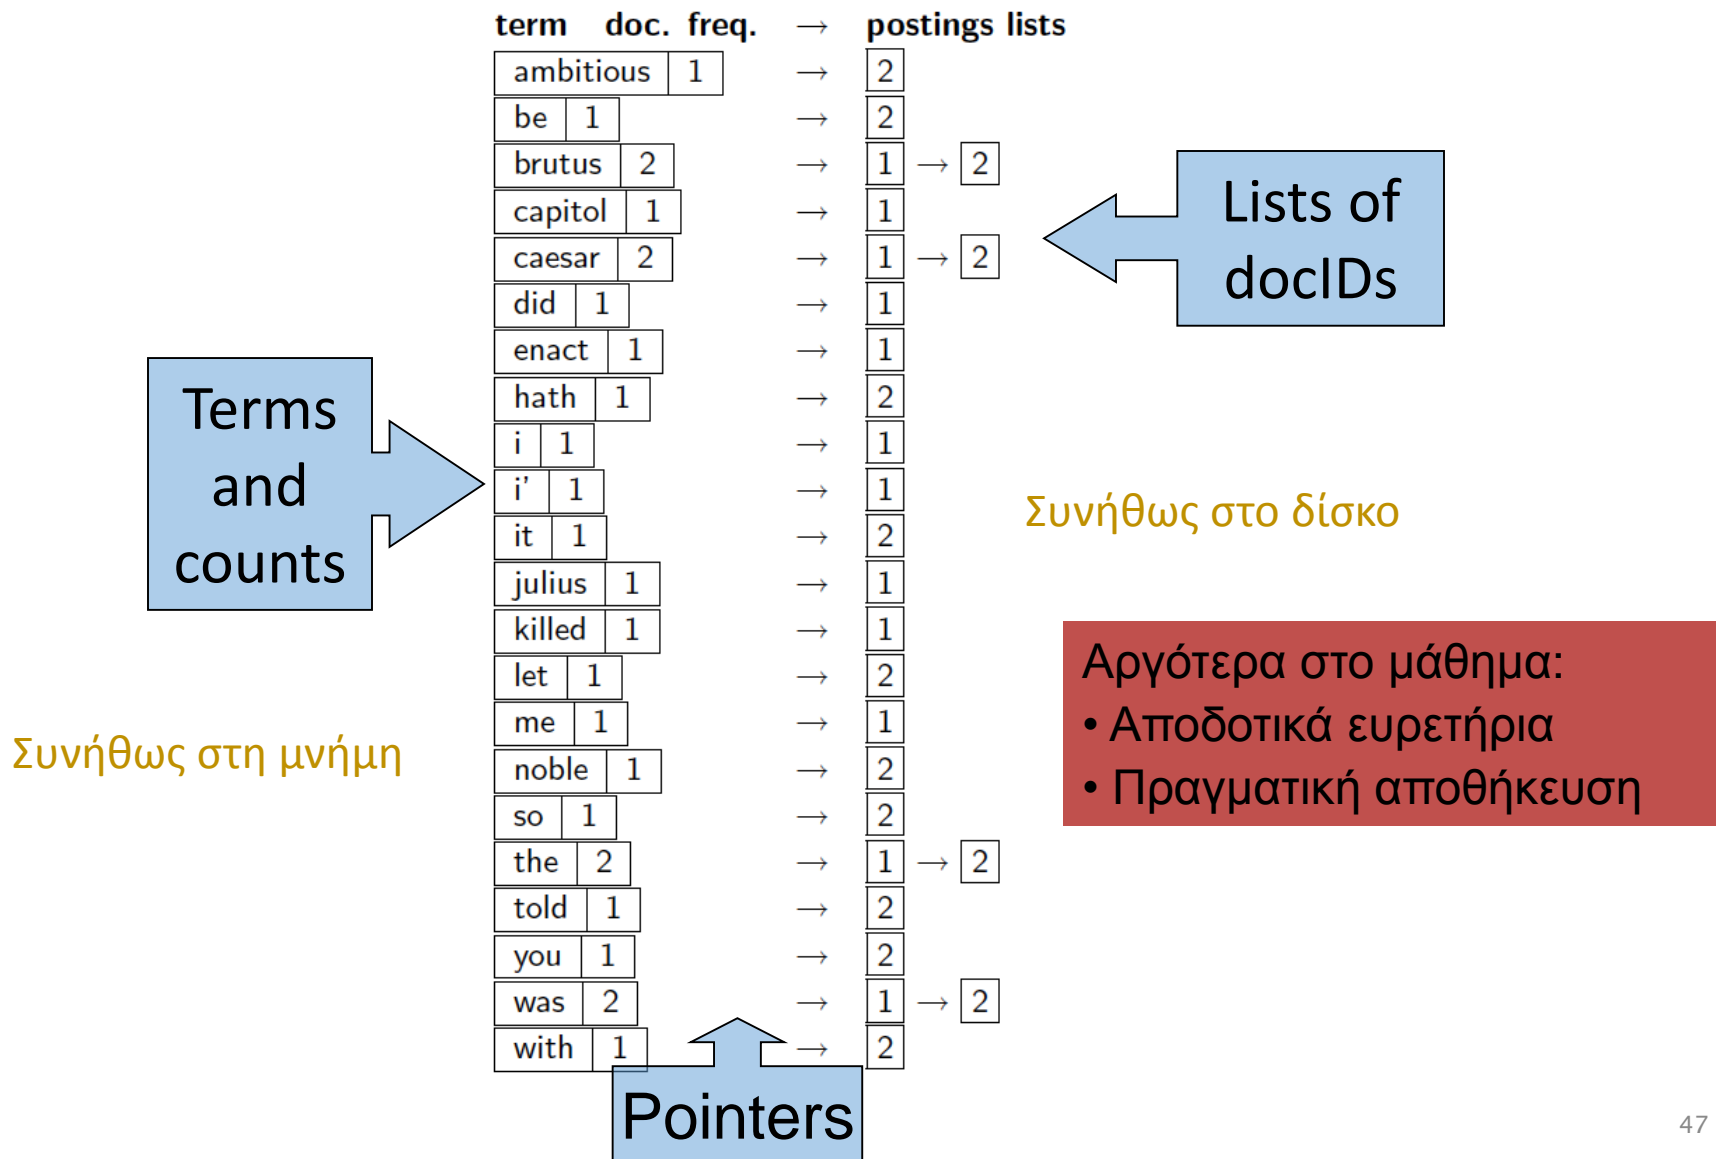 term doc. freq. → postings lists
ambitious 1 → 2
be 1 → 2
brutus 2 → 1 → 2
capitol 1 → 1
caesar 2 → 1 → 2
did 1 → 1
enact 1 → 1
hath 1 → 2
i 1 → 1
i' 1 → 1
it 1 → 2
julius 1 → 1
killed 1 → 1
let 1 → 2
me 1 → 1
noble 1 → 2
so 1 → 2
the 2 → 1 → 2
told 1 → 2
you 1 → 2
was 2 → 1 → 2
with 1 → 2
Lists of
docIDs
Terms
and
counts
Συνήθως στο δίσκο
Συνήθως στη μνήμη
Αργότερα στο μάθημα:
• Αποδοτικά ευρετήρια
• Πραγματική αποθήκευση
Pointers
47